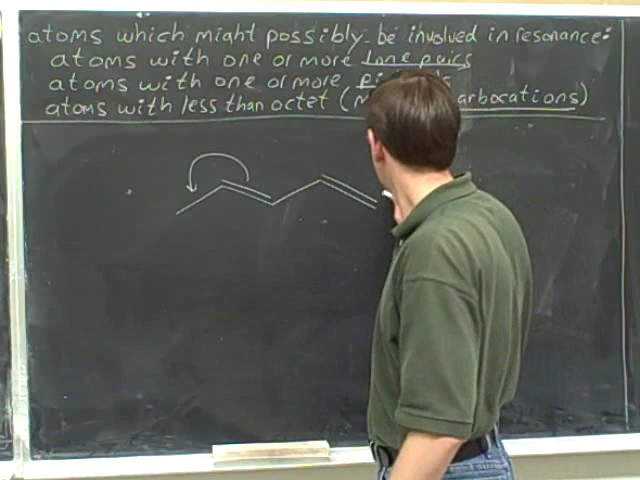 atoms which might possibly be involved in resonance:
atoms with one or more lone pairs
atoms with one or more
atoms with less than octet ( arbocations)